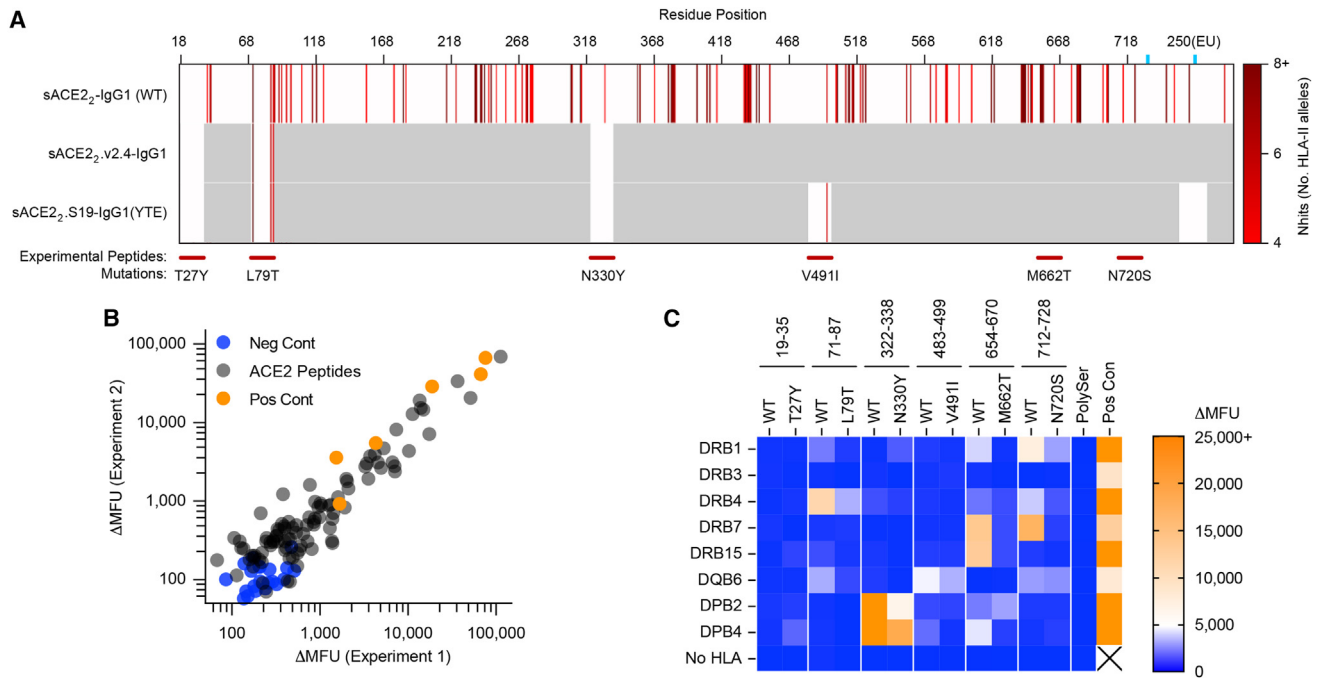 A
Residue Position
18 68 118 168 218 268 318 368 418 468 518 568 618 668 718 250(EU)
sACE2₂-IgG1 (WT)
sACE2₂.v2.4-IgG1
sACE2₂.S19-IgG1(YTE)
8+
6
4
Nhits (No. HLA-II alleles)
Experimental Peptides:
Mutations: T27Y L79T N330Y V491I M662T N720S
B
Neg Cont
ACE2 Peptides
Pos Cont
100,000
10,000
1,000
100
ΔMFU (Experiment 2)
100 1,000 10,000 100,000
ΔMFU (Experiment 1)
C
19-35 71-87 322-338 483-499 654-670 712-728
WT T27Y WT L79T WT N330Y WT V491I WT M662T WT N720S PolySer Pos Con
DRB1
DRB3
DRB4
DRB7
DRB15
DQB6
DPB2
DPB4
No HLA
ΔMFU
25,000+
20,000
15,000
10,000
5,000
0